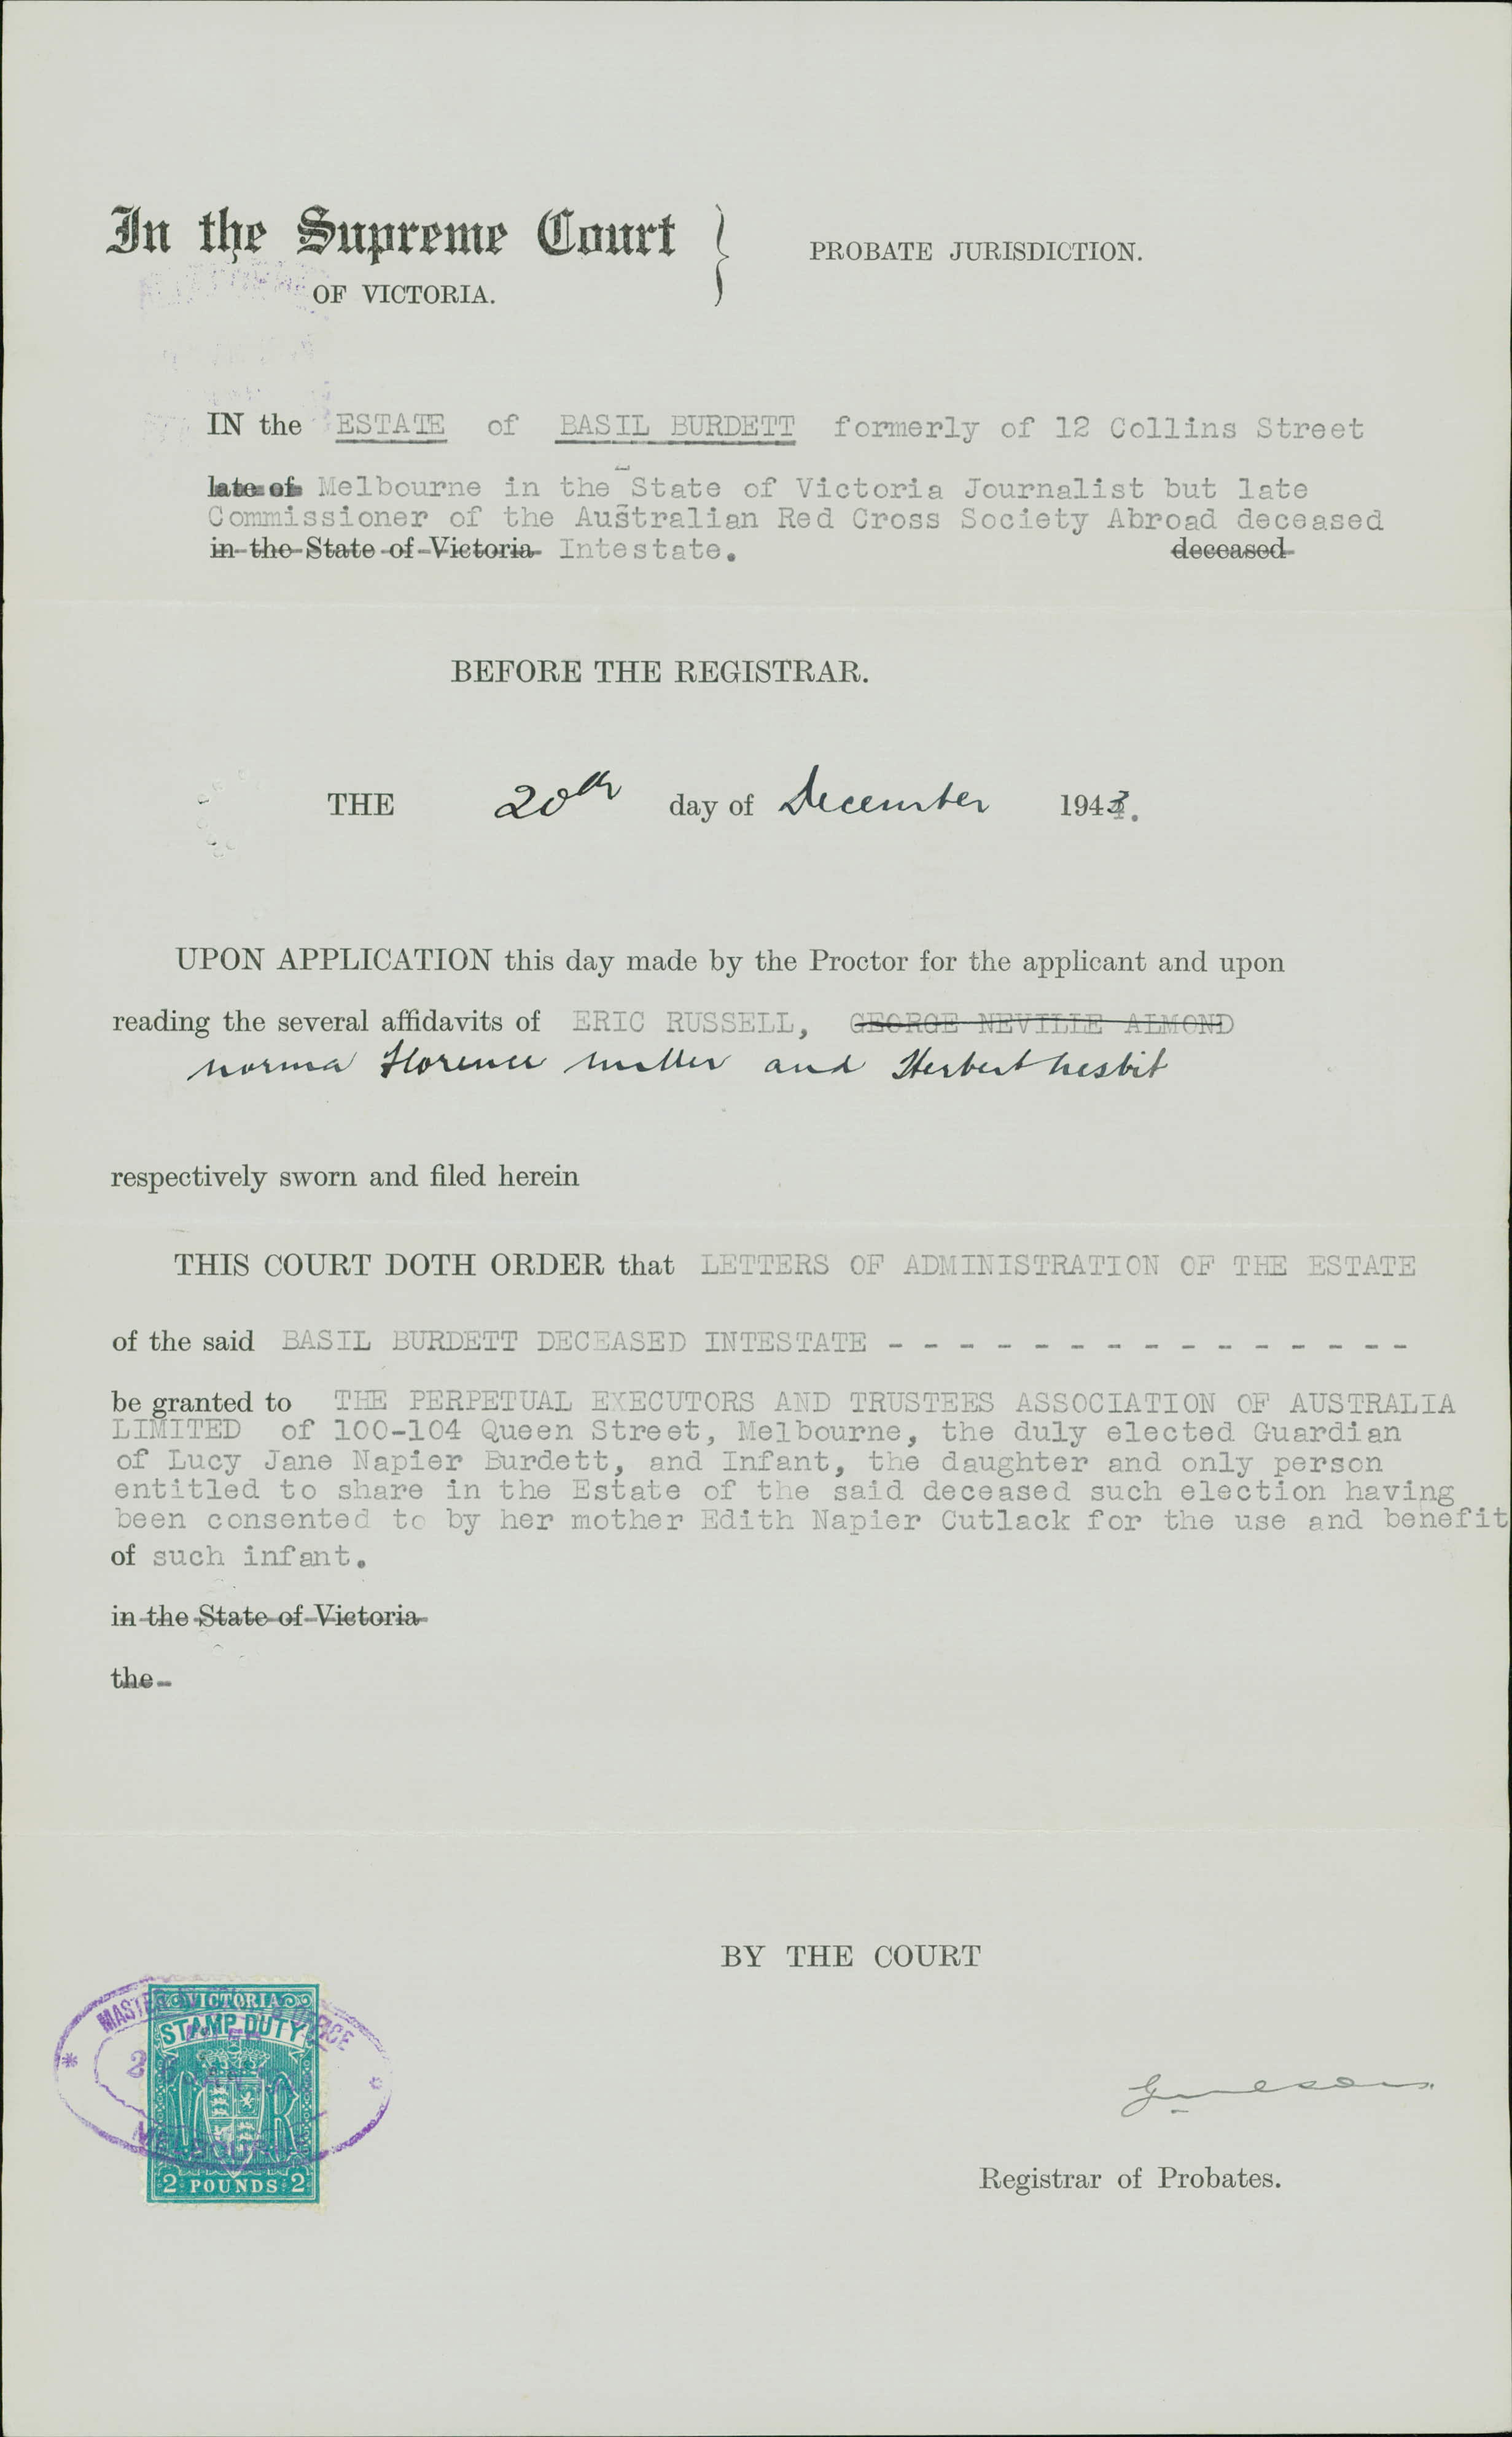 In the Supreme Court } PROBATE JURISDICTION.
OF VICTORIA.
IN the ESTATE of BASIL BURDETT formerly of 12 Collins Street
late of Melbourne in the State of Victoria Journalist but late
Commissioner of the Australian Red Cross Society Abroad deceased
in the State of Victoria Intestate. deceased
BEFORE THE REGISTRAR.
THE 20th day of December 1943.
UPON APPLICATION this day made by the Proctor for the applicant and upon
reading the several affidavits of ERIC RUSSELL, GEORGE NEVILLE ALMOND
Norma Florence Miller and Herbert Nesbit
respectively sworn and filed herein
THIS COURT DOTH ORDER that LETTERS OF ADMINISTRATION OF THE ESTATE
of the said BASIL BURDETT DECEASED INTESTATE - - - - - - - - - - - - - - -
be granted to THE PERPETUAL EXECUTORS AND TRUSTEES ASSOCIATION OF AUSTRALIA
LIMITED of 100-104 Queen Street, Melbourne, the duly elected Guardian
of Lucy Jane Napier Burdett, and Infant, the daughter and only person
entitled to share in the Estate of the said deceased such election having
been consented to by her mother Edith Napier Cutlack for the use and benefit
of such infant.
in the State of Victoria
the
BY THE COURT
VICTORIA
STAMP DUTY
MELBOURNE
2 POUNDS 2
Registrar of Probates.